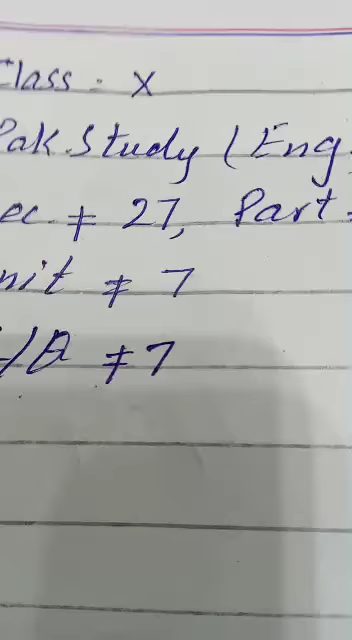 Class : X
Pak. Study (Eng
ec. # 27, Part
nit # 7
/Q # 7